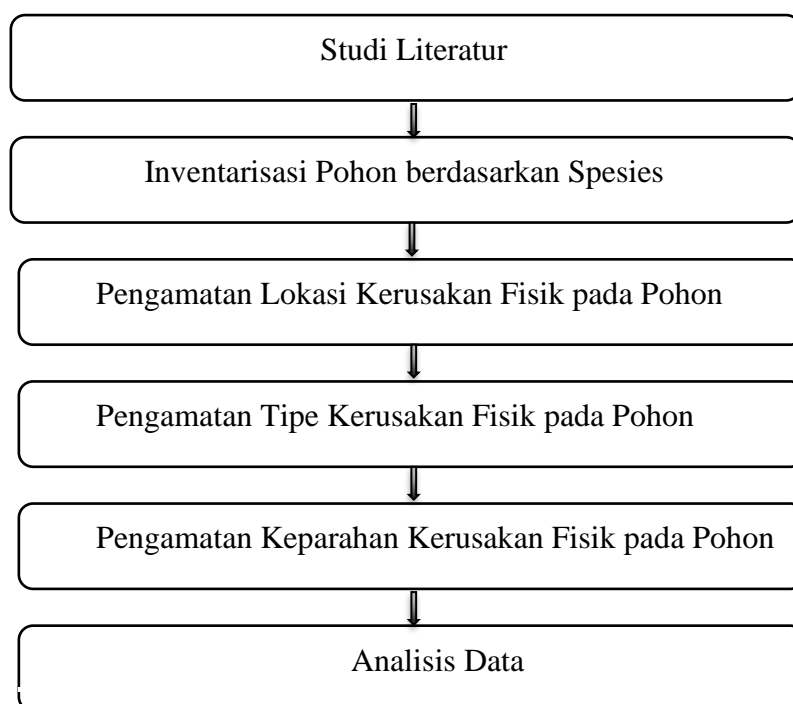 Studi Literatur
Inventarisasi Pohon berdasarkan Spesies
Pengamatan Lokasi Kerusakan Fisik pada Pohon
Pengamatan Tipe Kerusakan Fisik pada Pohon
Pengamatan Keparahan Kerusakan Fisik pada Pohon
Analisis Data